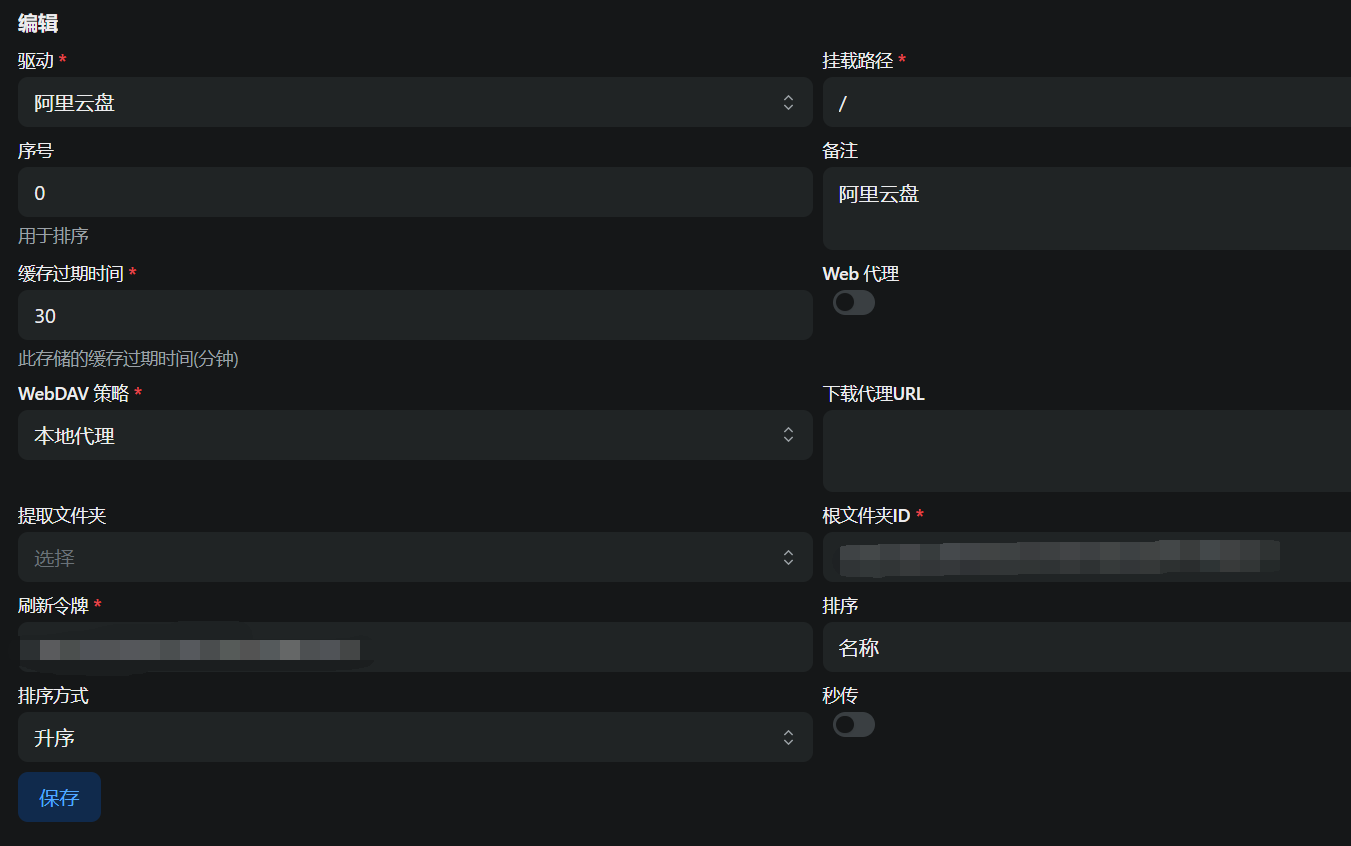 编辑
驱动 *
挂载路径 *
阿里云盘
/
序号
备注
0
阿里云盘
用于排序
缓存过期时间 *
Web 代理
30
此存储的缓存过期时间(分钟)
WebDAV 策略 *
下载代理URL
本地代理
提取文件夹
根文件夹ID *
选择
刷新令牌 *
排序
名称
排序方式
秒传
升序
保存